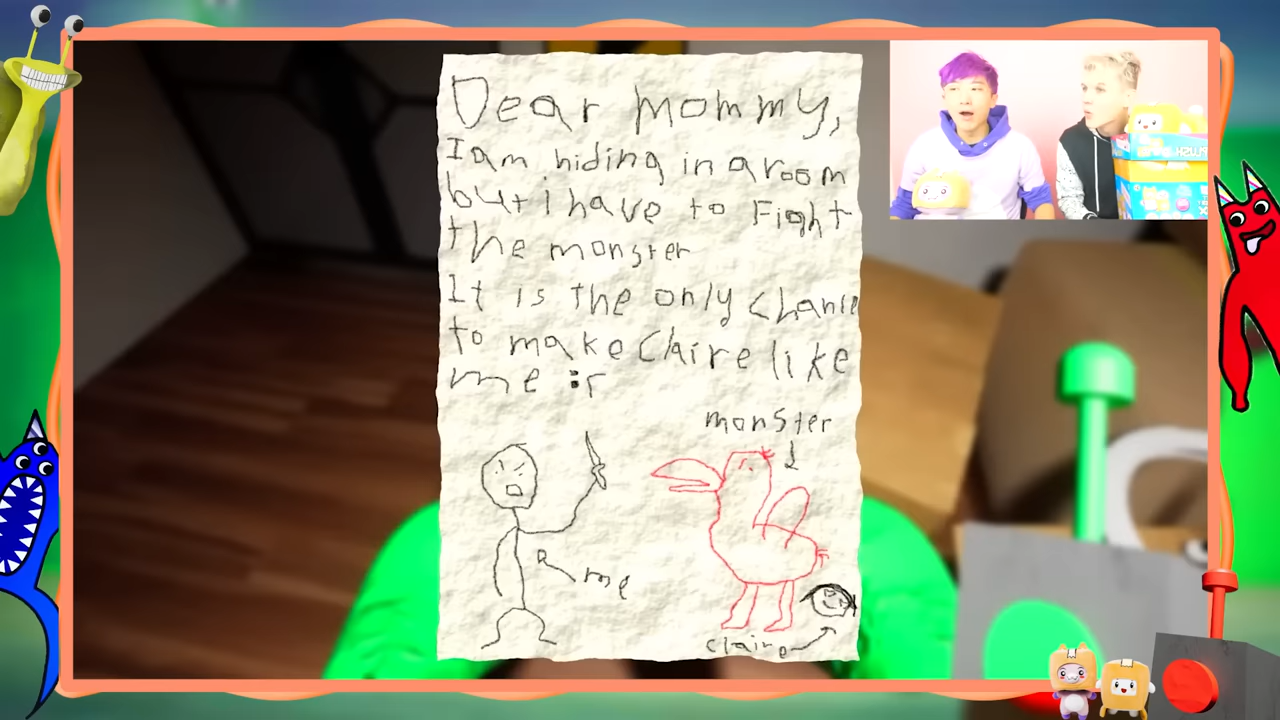 Dear mommy,
I am hiding in a room
but i have to Fight
the monster
It is the only chance
to make Claire like
me :r
monster
me
claire